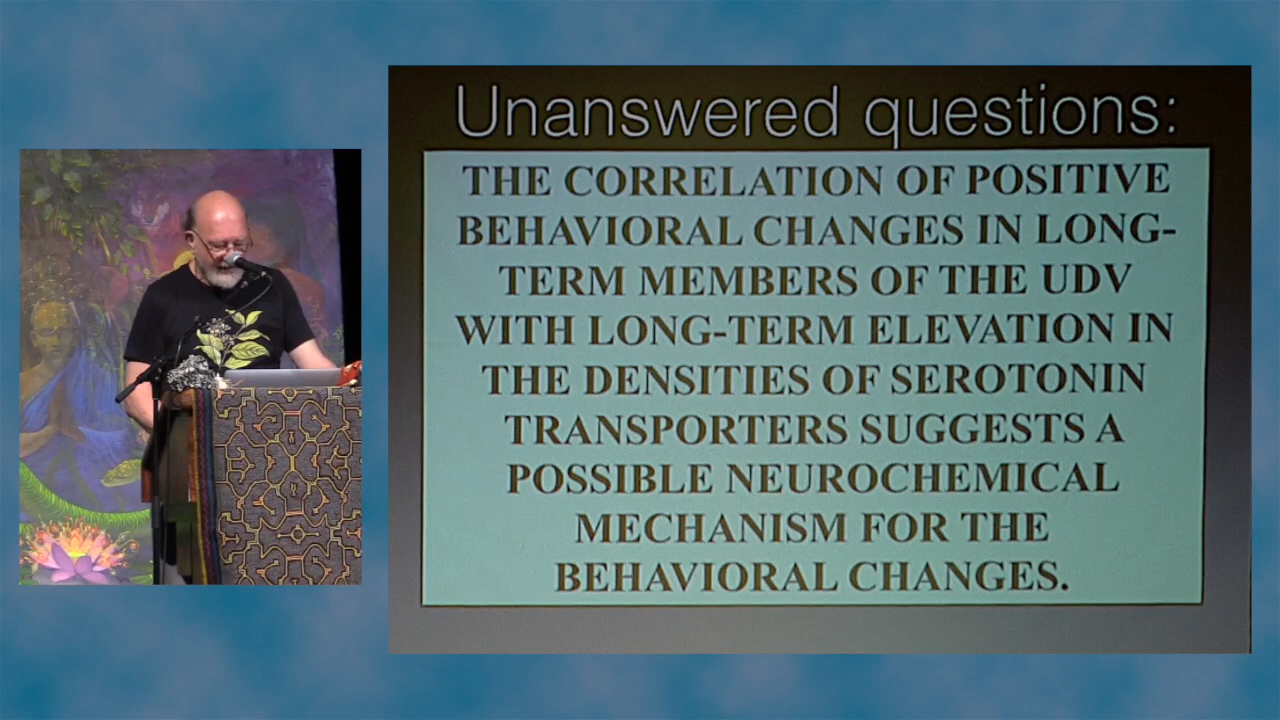 Unanswered questions:
THE CORRELATION OF POSITIVE
BEHAVIORAL CHANGES IN LONG-
TERM MEMBERS OF THE UDV
WITH LONG-TERM ELEVATION IN
THE DENSITIES OF SEROTONIN
TRANSPORTERS SUGGESTS A
POSSIBLE NEUROCHEMICAL
MECHANISM FOR THE
BEHAVIORAL CHANGES.